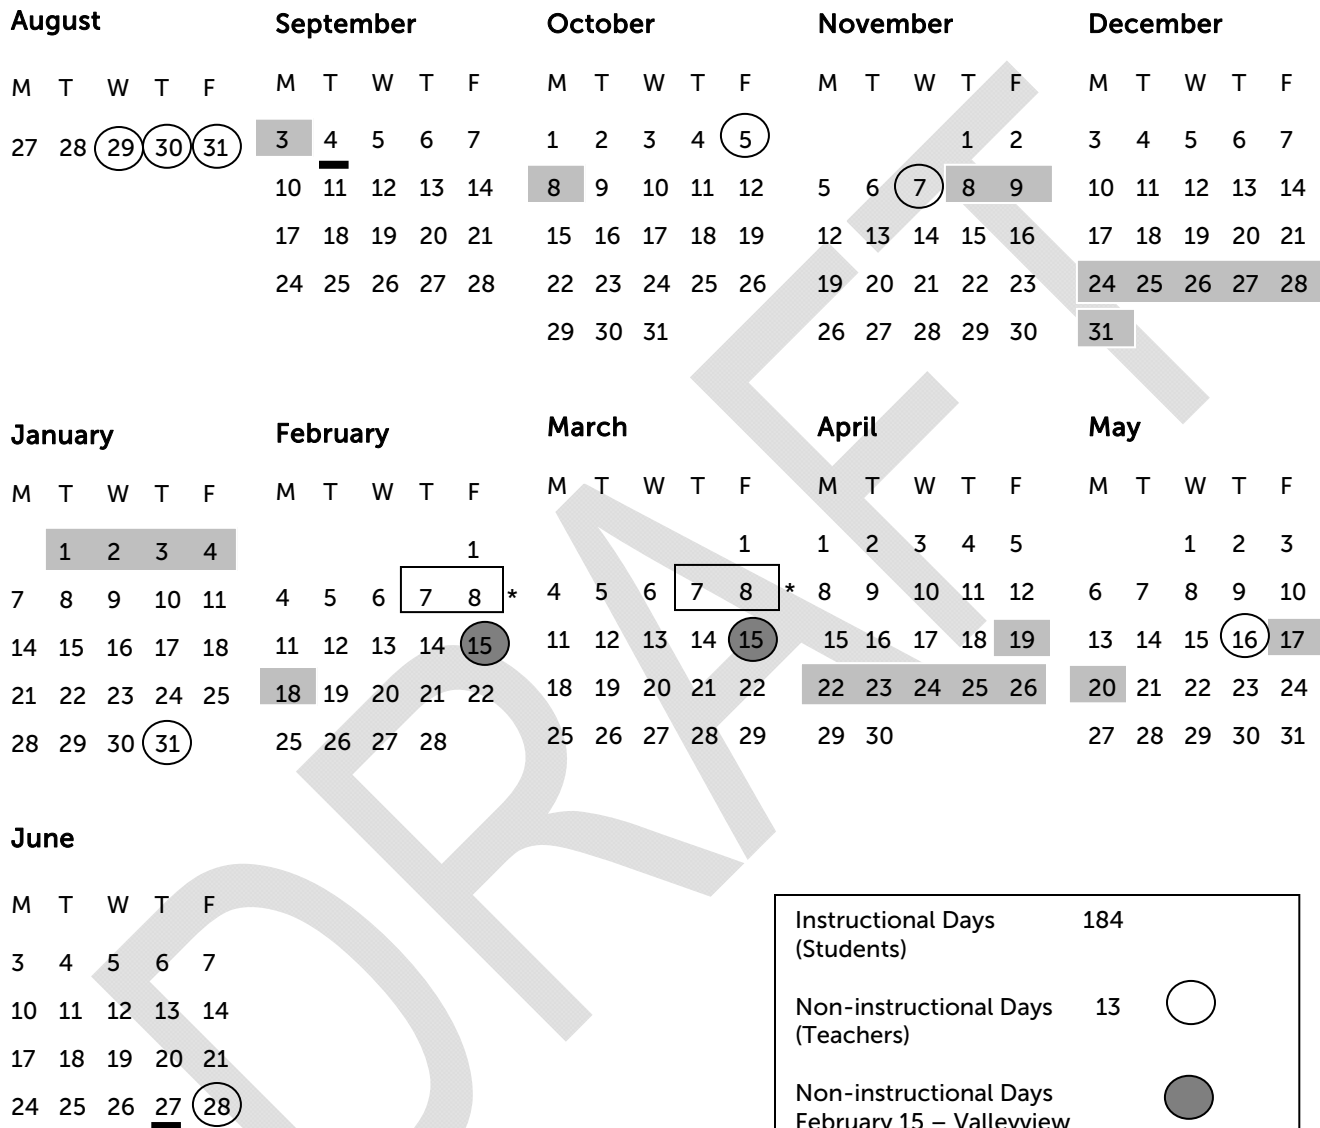 August
M T W T F
27 28 29 30 31
September
M T W T F
3 4 5 6 7
10 11 12 13 14
17 18 19 20 21
24 25 26 27 28
October
M T W T F
1 2 3 4 5
8 9 10 11 12
15 16 17 18 19
22 23 24 25 26
29 30 31
November
M T W T F
1 2
5 6 7 8 9
12 13 14 15 16
19 20 21 22 23
26 27 28 29 30
December
M T W T F
3 4 5 6 7
10 11 12 13 14
17 18 19 20 21
24 25 26 27 28
31
January
M T W T F
1 2 3 4
7 8 9 10 11
14 15 16 17 18
21 22 23 24 25
28 29 30 31
February
M T W T F
1
4 5 6 7 8 *
11 12 13 14 15
18 19 20 21 22
25 26 27 28
March
M T W T F
1
4 5 6 7 8 *
11 12 13 14 15
18 19 20 21 22
25 26 27 28 29
April
M T W T F
1 2 3 4 5
8 9 10 11 12
15 16 17 18 19
22 23 24 25 26
29 30
May
M T W T F
1 2 3
6 7 8 9 10
13 14 15 16 17
20 21 22 23 24
27 28 29 30 31
June
M T W T F
3 4 5 6 7
10 11 12 13 14
17 18 19 20 21
24 25 26 27 28
Instructional Days 184
(Students)
Non-instructional Days 13
(Teachers)
Non-instructional Days
February 15 – Valleyview
DRAFT